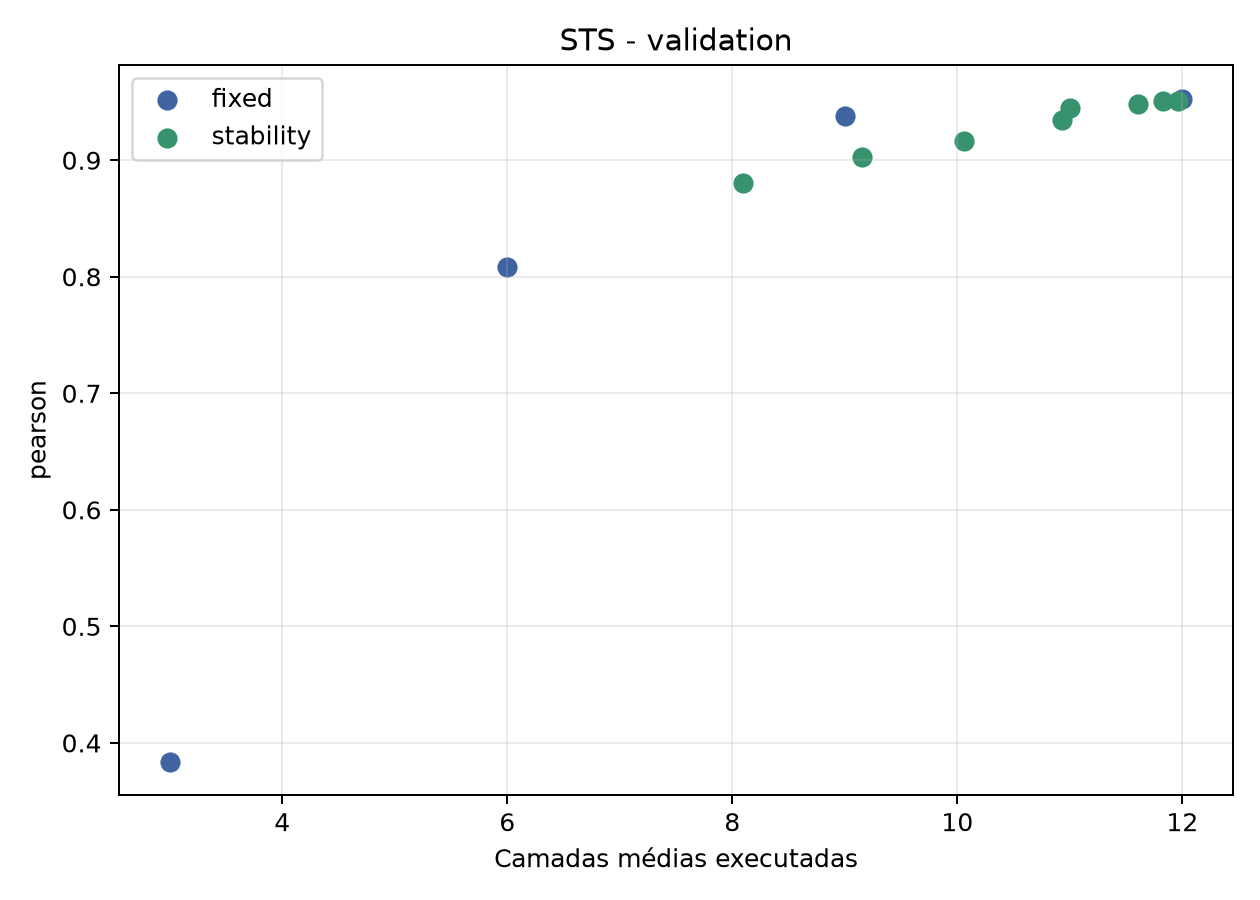 STS - validation
fixed
stability
0.9
0.8
0.7
0.6
0.5
0.4
pearson
4 6 8 10 12
Camadas médias executadas